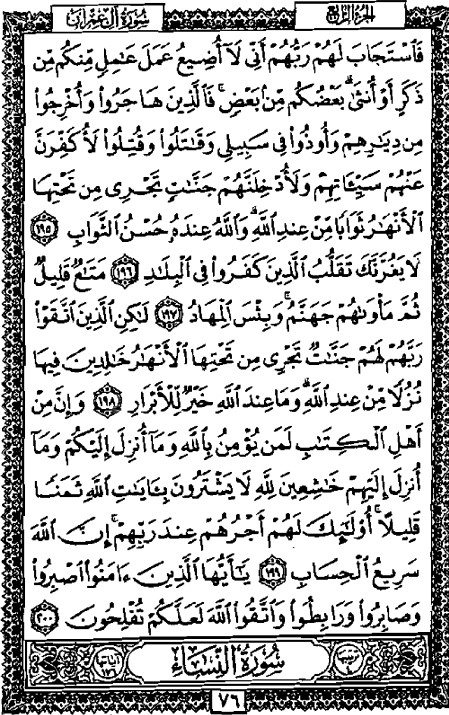 الجزء الرابع
سورة آل عمران
فَٱسْتَجَابَ لَهُمْ رَبُّهُمْ أَنِّى لَآ أُضِيعُ عَمَلَ عَٰمِلٍ مِّنكُم مِّن
ذَكَرٍ أَوْ أُنثَىٰ ۖ بَعْضُكُم مِّنۢ بَعْضٍ ۖ فَٱلَّذِينَ هَاجَرُوا۟ وَأُخْرِجُوا۟
مِن دِيَٰرِهِمْ وَأُوذُوا۟ فِى سَبِيلِى وَقَٰتَلُوا۟ وَقُتِلُوا۟ لَأُكَفِّرَنَّ
عَنْهُمْ سَيِّـَٔاتِهِمْ وَلَأُدْخِلَنَّهُمْ جَنَّٰتٍ تَجْرِى مِن تَحْتِهَا
ٱلْأَنْهَٰرُ ثَوَابًا مِّنْ عِندِ ٱللَّهِ ۗ وَٱللَّهُ عِندَهُۥ حُسْنُ ٱلثَّوَابِ ١٩٥
لَا يَغُرَّنَّكَ تَقَلُّبُ ٱلَّذِينَ كَفَرُوا۟ فِى ٱلْبِلَٰدِ ١٩٦ مَتَٰعٌ قَلِيلٌ
ثُمَّ مَأْوَىٰهُمْ جَهَنَّمُ ۚ وَبِئْسَ ٱلْمِهَادُ ١٩٧ لَٰكِنِ ٱلَّذِينَ ٱتَّقَوْا۟
رَبَّهُمْ لَهُمْ جَنَّٰتٌ تَجْرِى مِن تَحْتِهَا ٱلْأَنْهَٰرُ خَٰلِدِينَ فِيهَا
نُزُلًا مِّنْ عِندِ ٱللَّهِ ۗ وَمَا عِندَ ٱللَّهِ خَيْرٌ لِّلْأَبْرَارِ ١٩٨ وَإِنَّ مِنْ
أَهْلِ ٱلْكِتَٰبِ لَمَن يُؤْمِنُ بِٱللَّهِ وَمَآ أُنزِلَ إِلَيْكُمْ وَمَآ
أُنزِلَ إِلَيْهِمْ خَٰشِعِينَ لِلَّهِ لَا يَشْتَرُونَ بِـَٔايَٰتِ ٱللَّهِ ثَمَنًا
قَلِيلًا ۗ أُو۟لَٰٓئِكَ لَهُمْ أَجْرُهُمْ عِندَ رَبِّهِمْ ۗ إِنَّ ٱللَّهَ
سَرِيعُ ٱلْحِسَابِ ١٩٩ يَٰٓأَيُّهَا ٱلَّذِينَ ءَامَنُوا۟ ٱصْبِرُوا۟
وَصَابِرُوا۟ وَرَابِطُوا۟ وَٱتَّقُوا۟ ٱللَّهَ لَعَلَّكُمْ تُفْلِحُونَ ٢٠٠
سُورَةُ ٱلنِّسَاءِ
٧٦